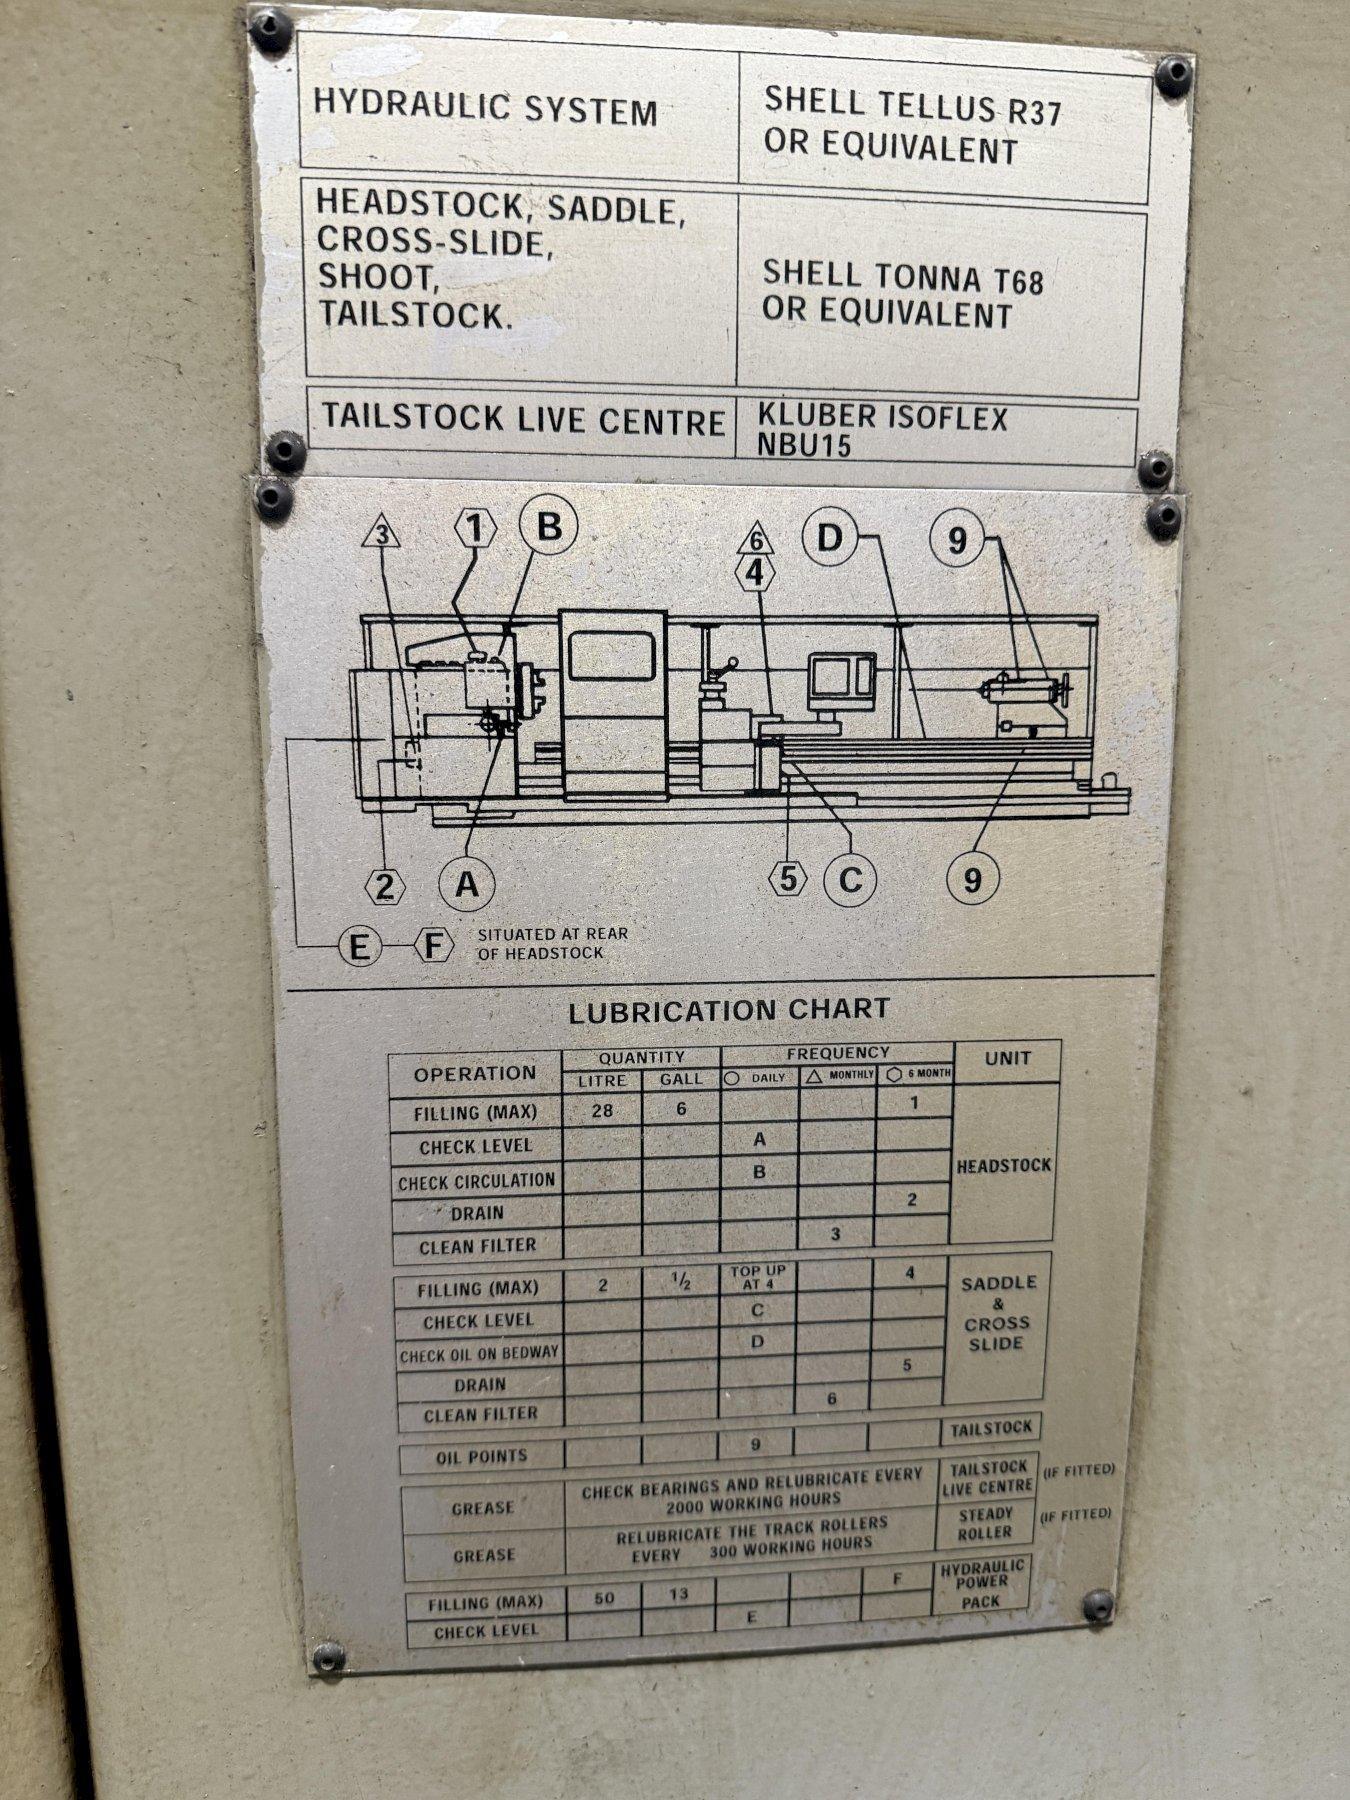 HYDRAULIC SYSTEM
SHELL TELLUS R37
OR EQUIVALENT
HEADSTOCK, SADDLE,
CROSS-SLIDE,
SHOOT,
TAILSTOCK.
SHELL TONNA T68
OR EQUIVALENT
TAILSTOCK LIVE CENTRE
KLUBER ISOFLEX
NBU15
3 1 B 6 4 D 9
2 A 5 C 9
E F SITUATED AT REAR
OF HEADSTOCK
LUBRICATION CHART
OPERATION QUANTITY FREQUENCY UNIT
LITRE GALL DAILY MONTHLY 6 MONTH
FILLING (MAX) 28 6 1
CHECK LEVEL A
CHECK CIRCULATION B HEADSTOCK
DRAIN 2
CLEAN FILTER 3
FILLING (MAX) 2 1/2 TOP UP AT 4 4
CHECK LEVEL C
CHECK OIL ON BEDWAY D
DRAIN 5
CLEAN FILTER 6
SADDLE
&
CROSS
SLIDE
OIL POINTS 9 TAILSTOCK
GREASE CHECK BEARINGS AND RELUBRICATE EVERY
2000 WORKING HOURS
TAILSTOCK
LIVE CENTRE (IF FITTED)
GREASE RELUBRICATE THE TRACK ROLLERS
EVERY 300 WORKING HOURS
STEADY
ROLLER (IF FITTED)
FILLING (MAX) 50 13 F
CHECK LEVEL E
HYDRAULIC
POWER
PACK